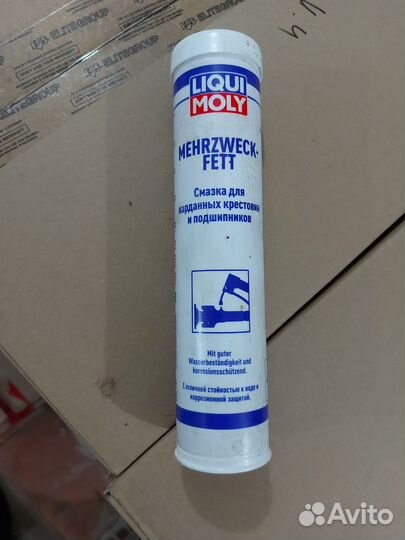 EPS ELITEGROUP
LIQUI
MOLY
MEHRZWECK-
FETT
Смазка для
карданных крестовин
и подшипников
Mit guter
Wasserbeständigkeit und
korrosionsschützend.
С отличной стойкостью к воде и
коррозионной защитой.
Avito